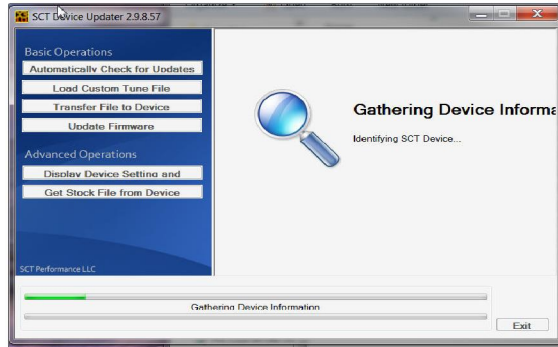 SCT Device Updater 2.9.8.57
Basic Operations
Automatically Check for Updates
Load Custom Tune File
Transfer File to Device
Update Firmware
Advanced Operations
Display Device Setting and
Get Stock File from Device
SCT Performance LLC
Gathering Device Informa
Identifying SCT Device...
Gathering Device Information
Exit